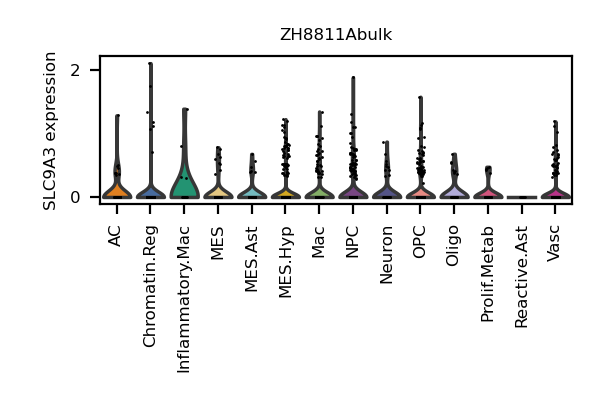 ZH8811Abulk
SLC9A3 expression
2
0
AC
Chromatin.Reg
Inflammatory.Mac
MES
MES.Ast
MES.Hyp
Mac
NPC
Neuron
OPC
Oligo
Prolif.Metab
Reactive.Ast
Vasc